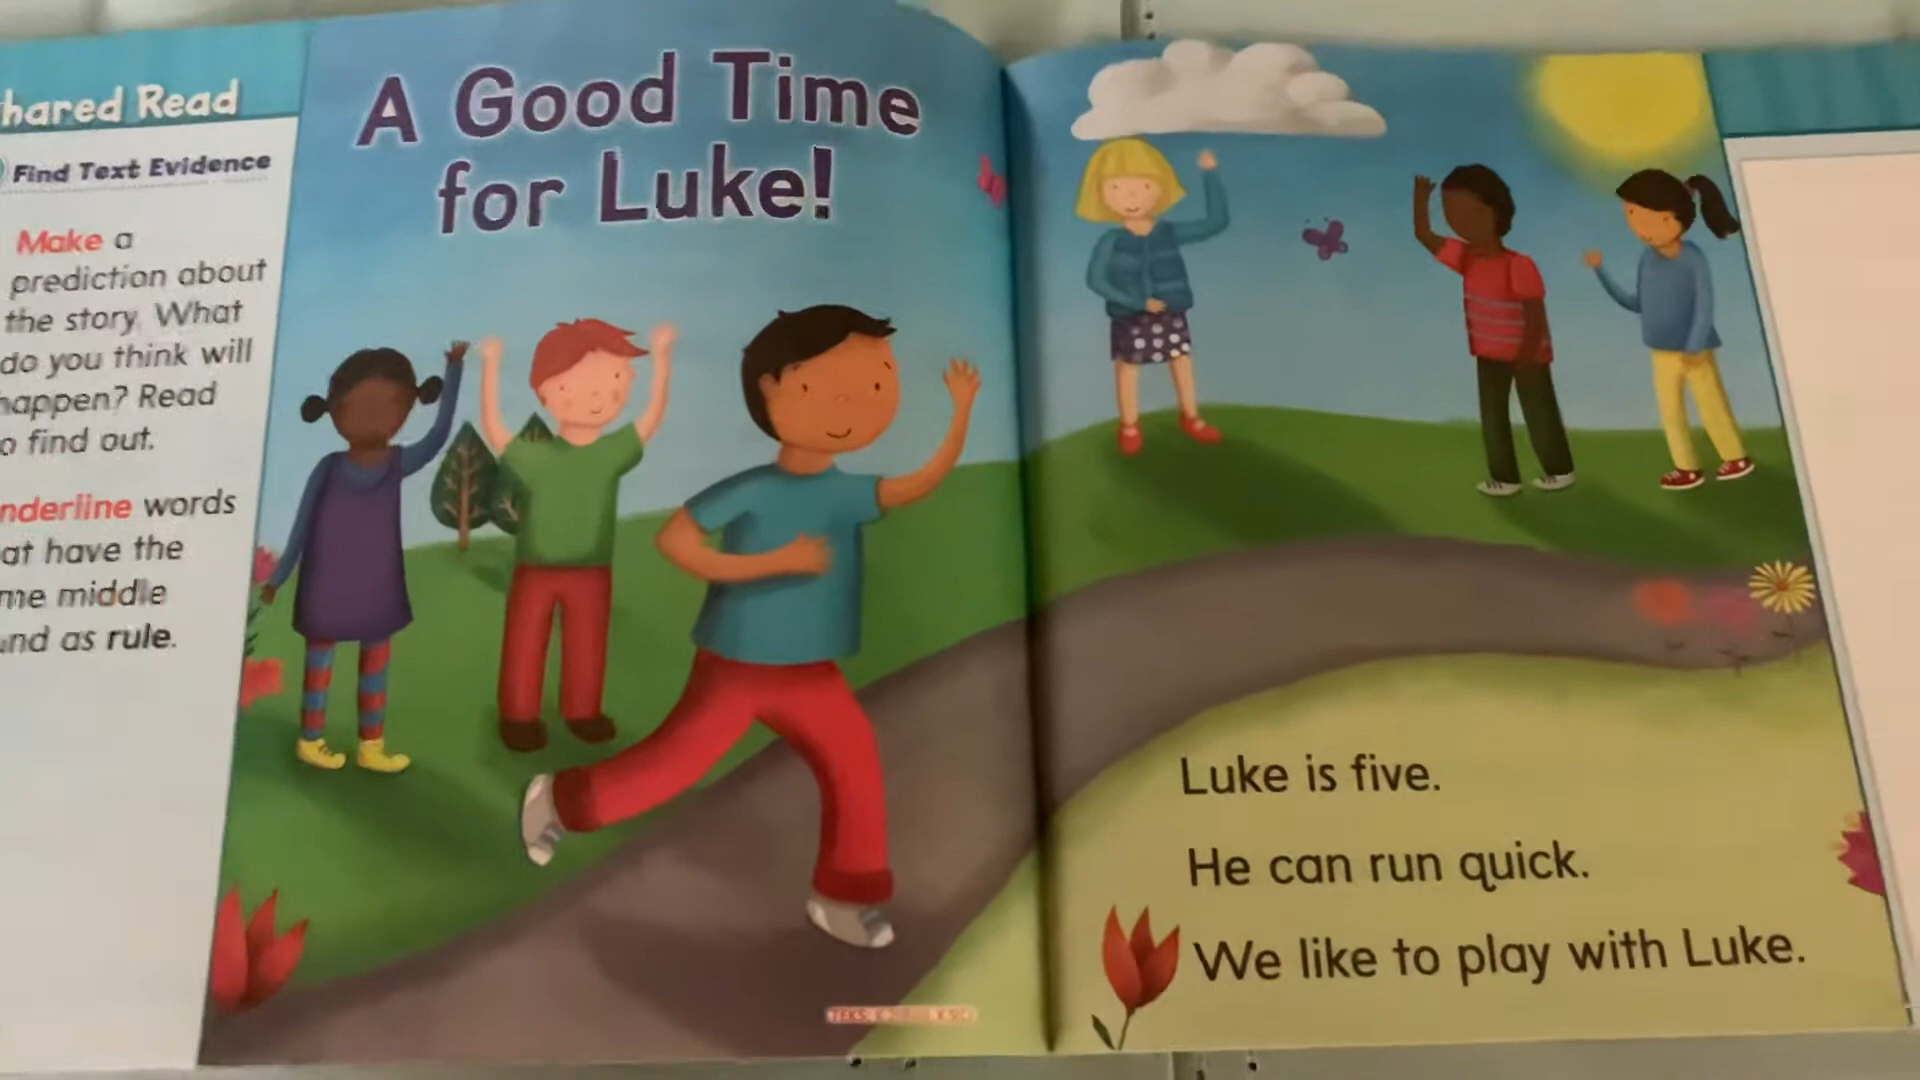 hared Read
Find Text Evidence
Make a
prediction about
the story. What
do you think will
happen? Read
o find out.
nderline words
at have the
me middle
und as rule.
A Good Time
for Luke!
Luke is five.
He can run quick.
We like to play with Luke.